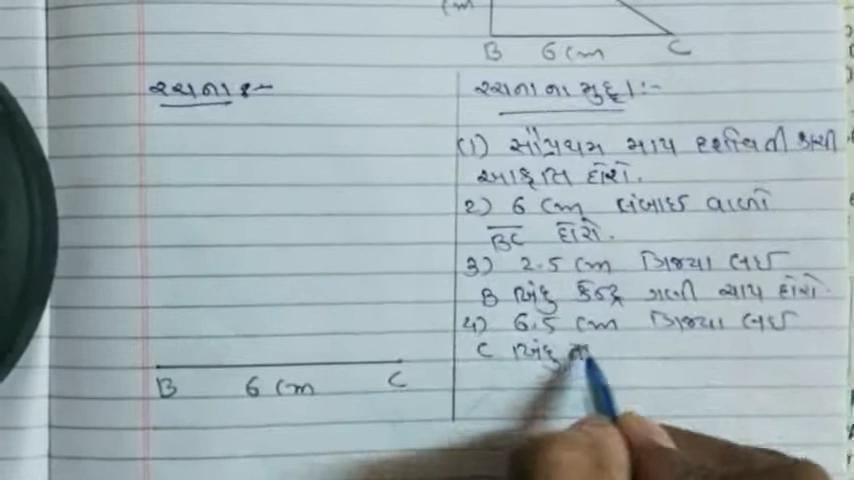 cm
B 6 cm C
રચના :-
રચનાના મુદ્દા :-
(1) સૌપ્રથમ માપ દર્શાવતી કાચી
આકૃતિ દોરો.
2) 6 cm લંબાઈ વાળો
BC દોરો.
3) 2.5 cm ત્રિજ્યા લઈ
B બિંદુ કેન્દ્ર ગણી ચાપ દોરો.
4) 6.5 cm ત્રિજ્યા લઈ
C બિંદુ
B 6 cm C